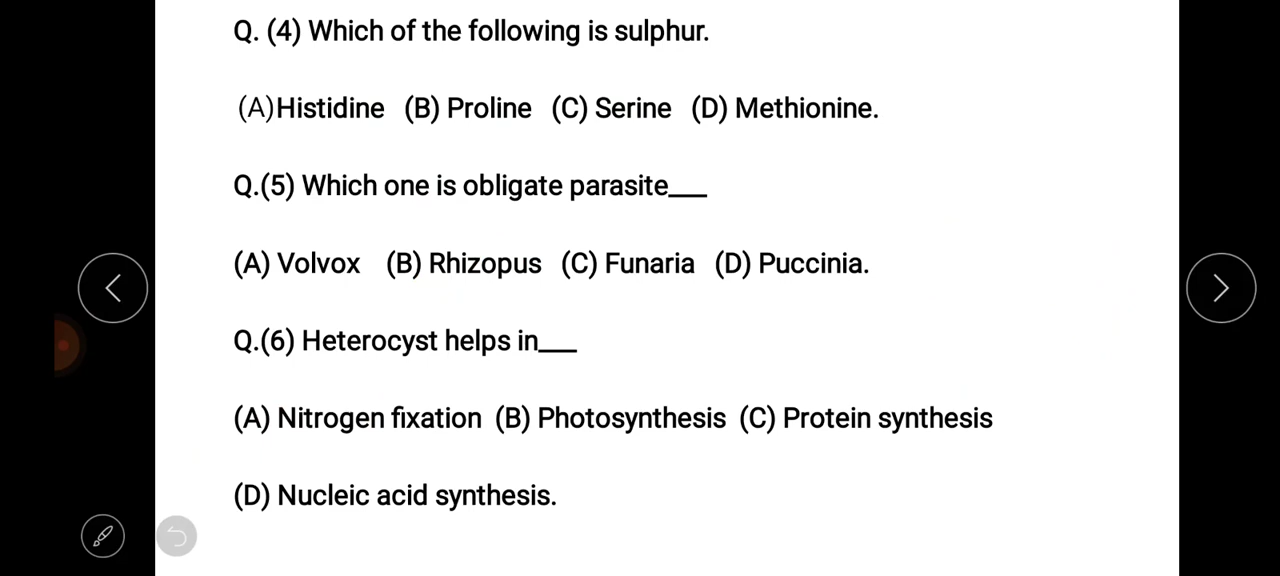 Q. (4) Which of the following is sulphur.
(A)Histidine (B) Proline (C) Serine (D) Methionine.
Q.(5) Which one is obligate parasite___
(A) Volvox (B) Rhizopus (C) Funaria (D) Puccinia.
Q.(6) Heterocyst helps in___
(A) Nitrogen fixation (B) Photosynthesis (C) Protein synthesis
(D) Nucleic acid synthesis.